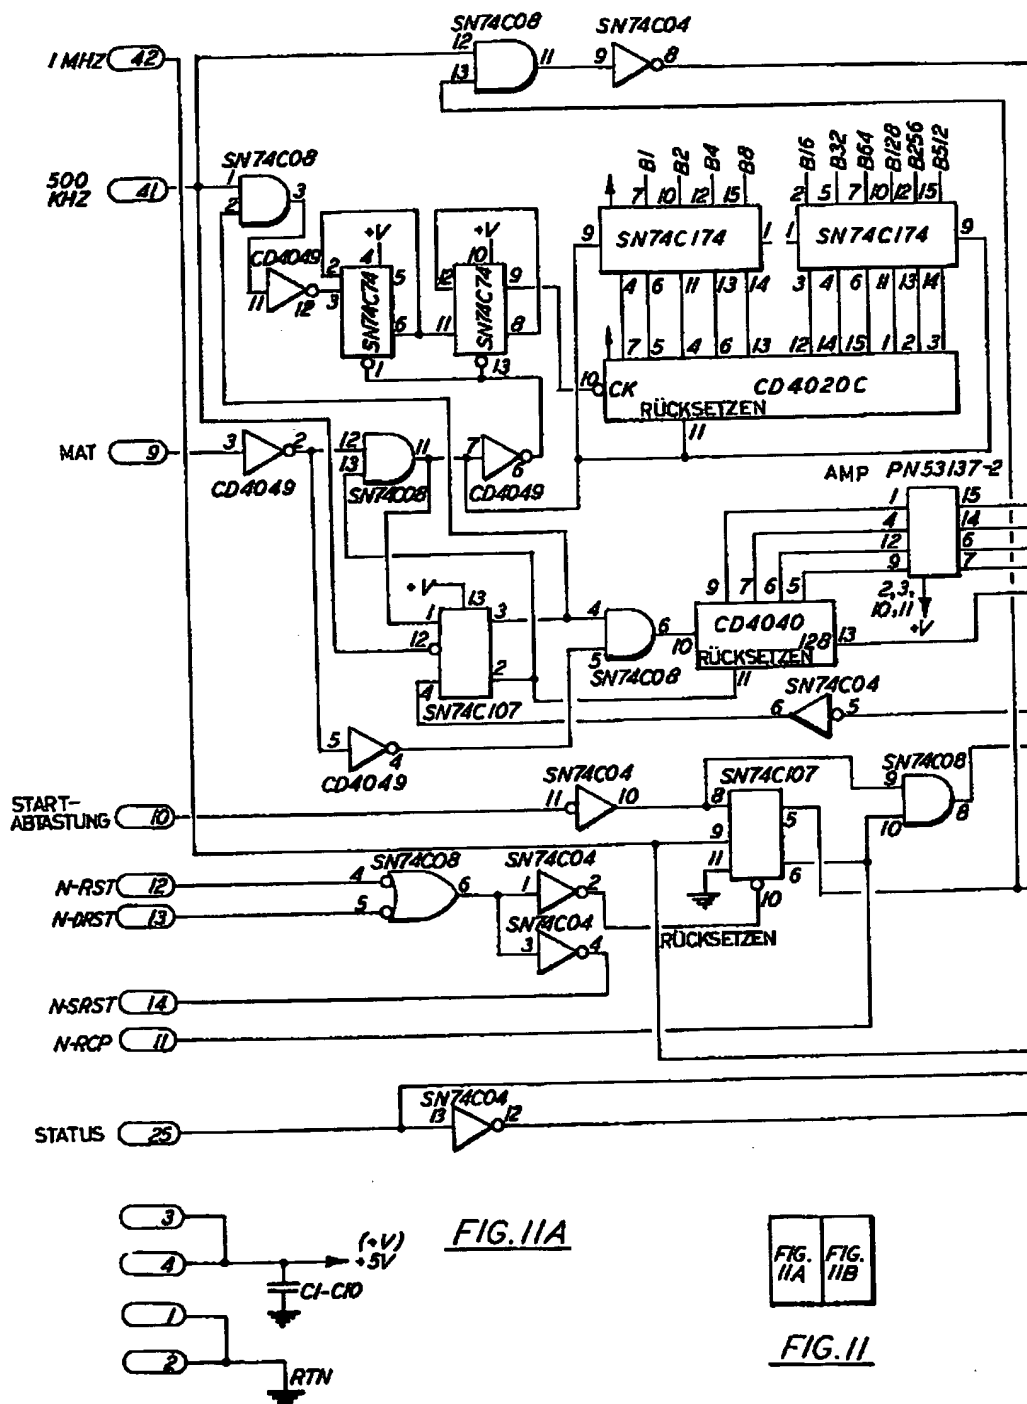 SN74C08
SN74C04
12
13
11
9
8
1 MHZ 42
SN74C08
1
2
3
500 KHZ 41
B1
B2
B4
B8
B16
B32
B64
B128
B256
B512
7 10 12 15
2 5 7 10 12 15
9 SN74C174 1
1 SN74C174 9
4 6 11 13 14
3 4 6 11 13 14
CD4049
11
12
+V
4
2
3
5
6
SN74C74
1
+V
10
12
11
9
8
SN74C74
13
7 5 4 6 13 12 14 15 1 2 3
10 CK CD4020C
RÜCKSETZEN
11
MAT 9
3
2
CD4049
12
13
11
SN74C08
7
6
CD4049
AMP PN53137-2
1
4
12
9
15
14
6
7
2,3,
10,11
+V
9 7 6 5
CD4040
10
128
13
RÜCKSETZEN
11
+V
13
1
12
4
3
2
SN74C107
4
5
6
SN74C08
SN74C04
6
5
5
4
CD4049
START-
ABTASTUNG 10
SN74C04
11
10
SN74C107
8
9
11
5
6
10
RÜCKSETZEN
SN74C08
9
10
8
N-RST 12
N-DRST 13
SN74C08
4
5
6
SN74C04
1
2
SN74C04
3
4
N-SRST 14
N-RCP 11
STATUS 25
SN74C04
13
12
3
4
(+V)
+5V
C1-C10
1
2
RTN
FIG.11A
FIG.
11A
FIG.
11B
FIG.11